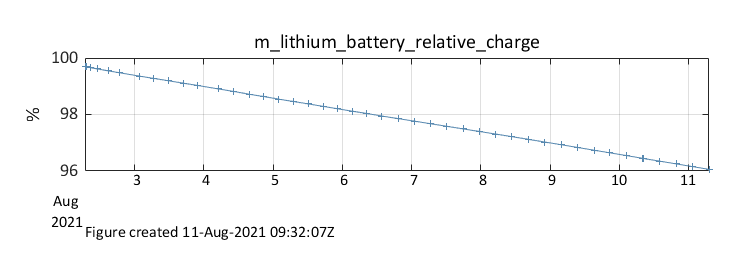 m_lithium_battery_relative_charge
100
98
96
%
3 4 5 6 7 8 9 10 11
Aug
2021
Figure created 11-Aug-2021 09:32:07Z